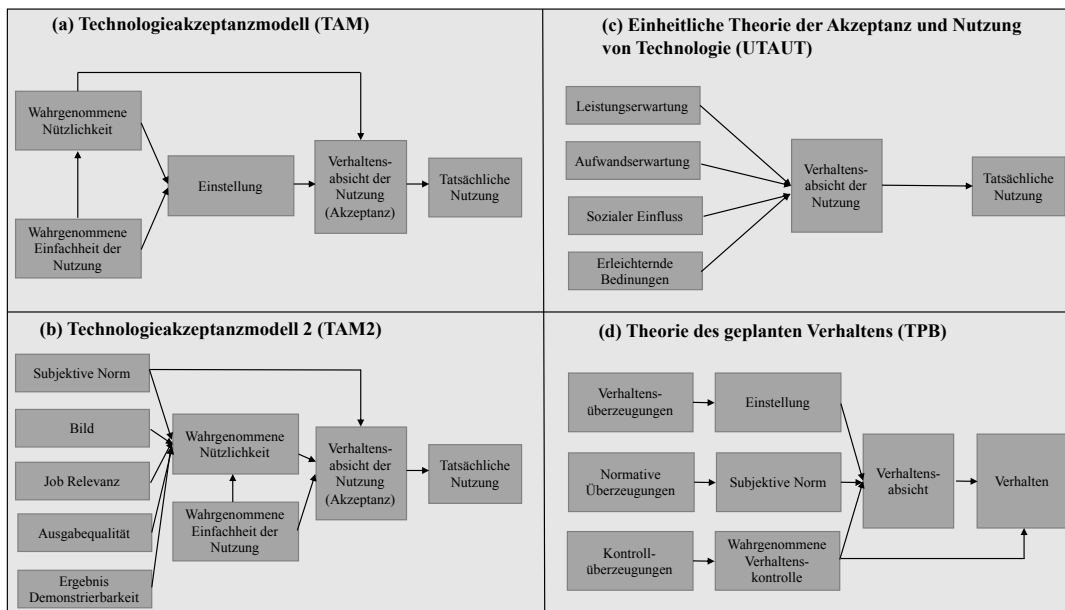 (a) Technologieakzeptanzmodell (TAM)
Wahrgenommene
Nützlichkeit
Einstellung
Verhaltens-
absicht der
Nutzung
(Akzeptanz)
Tatsächliche
Nutzung
Wahrgenommene
Einfachheit der
Nutzung
(b) Technologieakzeptanzmodell 2 (TAM2)
Subjektive Norm
Bild
Job Relevanz
Ausgabequalität
Ergebnis
Demonstrierbarkeit
Wahrgenommene
Nützlichkeit
Wahrgenommene
Einfachheit der
Nutzung
Verhaltens-
absicht der
Nutzung
(Akzeptanz)
Tatsächliche
Nutzung
(c) Einheitliche Theorie der Akzeptanz und Nutzung
von Technologie (UTAUT)
Leistungserwartung
Aufwandserwartung
Sozialer Einfluss
Erleichternde
Bedinungen
Verhaltens-
absicht der
Nutzung
Tatsächliche
Nutzung
(d) Theorie des geplanten Verhaltens (TPB)
Verhaltens-
überzeugungen
Einstellung
Normative
Überzeugungen
Subjektive Norm
Kontroll-
überzeugungen
Wahrgenommene
Verhaltens-
kontrolle
Verhaltens-
absicht
Verhalten